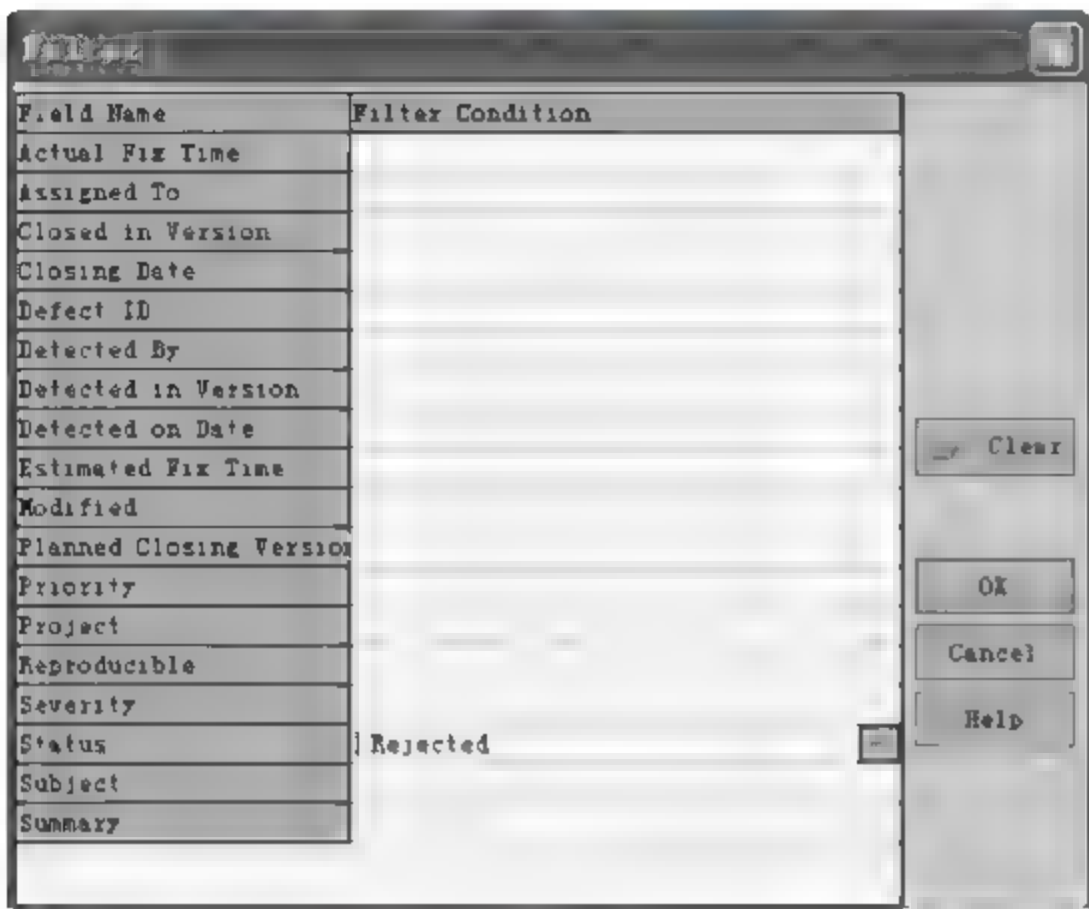 Filter
Field Name Filter Condition
Actual Fix Time
Assigned To
Closed in Version
Closing Date
Defect ID
Detected By
Detected in Version
Detected on Date
Estimated Fix Time
Modified
Planned Closing Version
Priority
Project
Reproducible
Severity
Status Rejected
Subject
Summary
Clear
OK
Cancel
Help